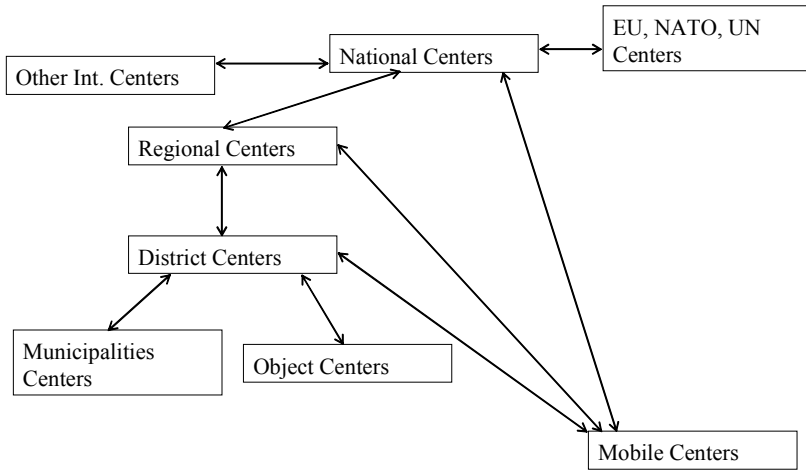 EU, NATO, UN
Centers
National Centers
Other Int. Centers
Regional Centers
District Centers
Municipalities
Centers
Object Centers
Mobile Centers